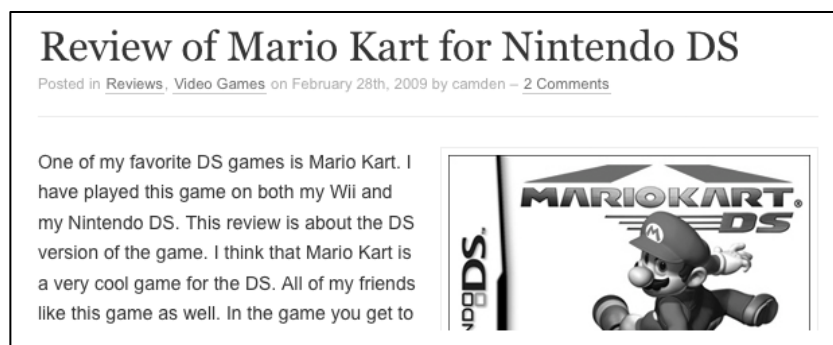 Review of Mario Kart for Nintendo DS
Posted in Reviews, Video Games on February 28th, 2009 by camden – 2 Comments
One of my favorite DS games is Mario Kart. I
have played this game on both my Wii and
my Nintendo DS. This review is about the DS
version of the game. I think that Mario Kart is
a very cool game for the DS. All of my friends
like this game as well. In the game you get to
MARIOKART®
DS
NDO DS™
M